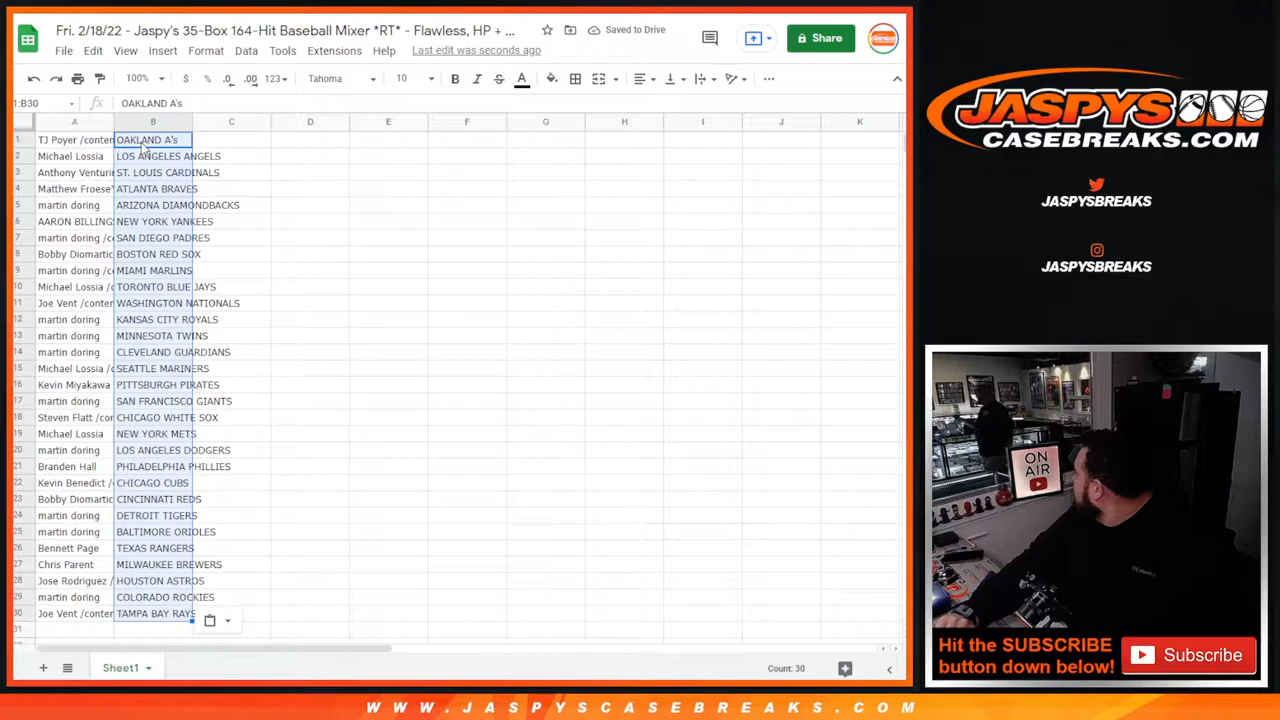 Fri. 2/18/22 - Jaspy's 35-Box 164-Hit Baseball Mixer *RT* - Flawless, HP + ...
Saved to Drive
Share
File Edit View Insert Format Data Tools Extensions Help Last edit was seconds ago
100% $ % .0 .00 123 Tahoma 10 B I S A
1:B30 fx OAKLAND A's
A B C D E F G H I J K
1 TJ Poyer /conten OAKLAND A's
2 Michael Lossia LOS ANGELES ANGELS
3 Anthony Venturi ST. LOUIS CARDINALS
4 Matthew Froese ATLANTA BRAVES
5 martin doring ARIZONA DIAMONDBACKS
6 AARON BILLING NEW YORK YANKEES
7 martin doring /c SAN DIEGO PADRES
8 Bobby Diomartic BOSTON RED SOX
9 martin doring /c MIAMI MARLINS
10 Michael Lossia / TORONTO BLUE JAYS
11 Joe Vent /conten WASHINGTON NATIONALS
12 martin doring KANSAS CITY ROYALS
13 martin doring MINNESOTA TWINS
14 martin doring CLEVELAND GUARDIANS
15 Michael Lossia / SEATTLE MARINERS
16 Kevin Miyakawa PITTSBURGH PIRATES
17 martin doring SAN FRANCISCO GIANTS
18 Steven Flatt /cor CHICAGO WHITE SOX
19 Michael Lossia NEW YORK METS
20 martin doring LOS ANGELES DODGERS
21 Branden Hall PHILADELPHIA PHILLIES
22 Kevin Benedict / CHICAGO CUBS
23 Bobby Diomartic CINCINNATI REDS
24 martin doring DETROIT TIGERS
25 martin doring BALTIMORE ORIOLES
26 Bennett Page TEXAS RANGERS
27 Chris Parent MILWAUKEE BREWERS
28 Jose Rodriguez / HOUSTON ASTROS
29 martin doring COLORADO ROCKIES
30 Joe Vent /conten TAMPA BAY RAYS
31
Sheet1
Count: 30
JASPYS
CASEBREAKS.COM
JASPYSBREAKS
JASPYSBREAKS
ON
AIR
Hit the SUBSCRIBE
button down below!
Subscribe
WWW.JASPYSCASEBREAKS.COM